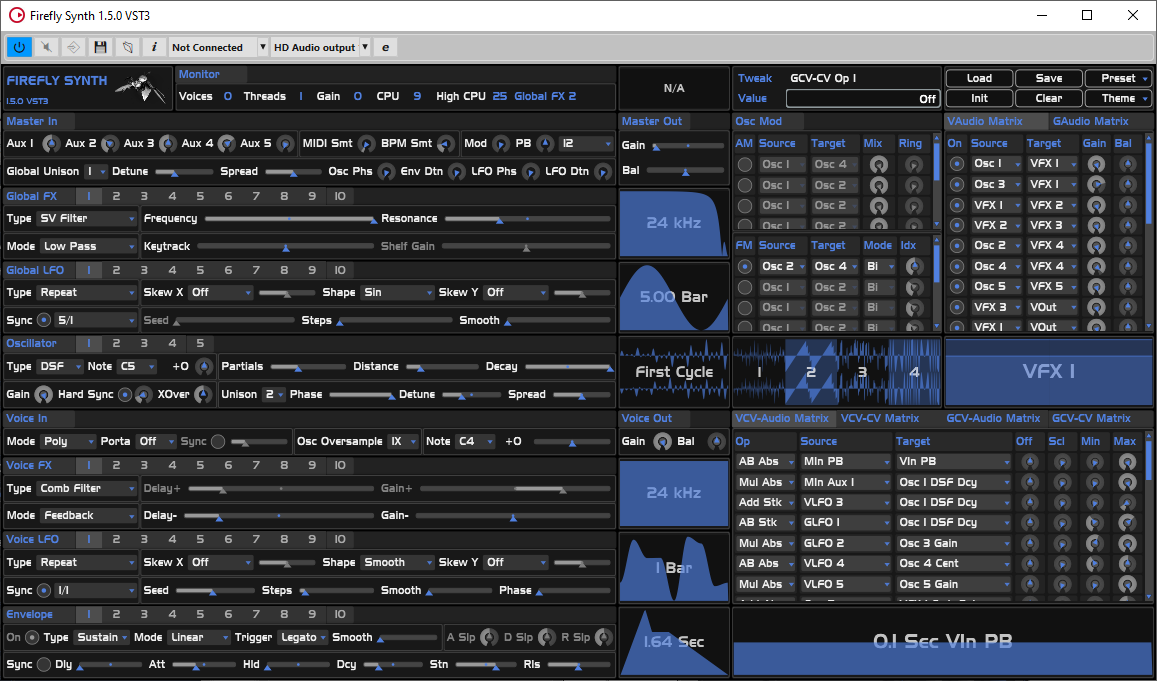 Firefly Synth 1.5.0 VST3
Not Connected HD Audio output e
FIREFLY SYNTH
1.5.0 VST3
Monitor
Voices 0 Threads 1 Gain 0 CPU 9 High CPU 25 Global FX 2
N/A
Tweak GCV-CV Op 1
Value Off
Load Save Preset
Init Clear Theme
Master In
Aux 1 Aux 2 Aux 3 Aux 4 Aux 5 MIDI Smt BPM Smt Mod PB 12
Global Unison 1 Detune Spread Osc Phs Env Dtn LFO Phs LFO Dtn
Master Out
Gain
Bal
Global FX 1 2 3 4 5 6 7 8 9 10
Type SV Filter Frequency Resonance
Mode Low Pass Keytrack Shelf Gain
24 kHz
Global LFO 1 2 3 4 5 6 7 8 9 10
Type Repeat Skew X Off Shape Sin Skew Y Off
Sync 5/1 Seed Steps Smooth
5.00 Bar
Osc Mod
AM Source Target Mix Ring
Osc 1 Osc 4
Osc 1 Osc 2
Osc 1 Osc 2
Osc 1 Osc 2
FM Source Target Mode Idx
Osc 2 Osc 4 Bi
Osc 1 Osc 2 Bi
Osc 1 Osc 2 Bi
Osc 1 Osc 2 Bi
VAudio Matrix GAudio Matrix
On Source Target Gain Bal
Osc 1 VFX 1
Osc 3 VFX 1
VFX 1 VFX 2
VFX 2 VFX 3
Osc 2 VFX 4
Osc 4 VFX 4
Osc 5 VFX 5
VFX 3 VOut
VFX 1 VOut
Oscillator 1 2 3 4 5
Type DSF Note C5 +0 Partials Distance Decay
Gain Hard Sync XOver Unison 2 Phase Detune Spread
First Cycle
1 2 3 4
VFX 1
Voice In
Mode Poly Porta Off Sync Osc Oversample 1X Note C4 +0
Voice Out
Gain Bal
Voice FX 1 2 3 4 5 6 7 8 9 10
Type Comb Filter Delay+ Gain+
Mode Feedback Delay- Gain-
24 kHz
Voice LFO 1 2 3 4 5 6 7 8 9 10
Type Repeat Skew X Off Shape Smooth Skew Y Off
Sync 1/1 Seed Steps Smooth Phase
1 Bar
VCV-Audio Matrix VCV-CV Matrix GCV-Audio Matrix GCV-CV Matrix
Op Source Target Off Scl Min Max
AB Abs MIn PB VIn PB
Mul Abs MIn Aux 1 Osc 1 DSF Dcy
Add Stk VLFO 3 Osc 1 DSF Dcy
AB Stk GLFO 1 Osc 1 DSF Dcy
Mul Abs GLFO 2 Osc 3 Gain
AB Abs VLFO 4 Osc 4 Cent
Mul Abs VLFO 5 Osc 5 Gain
Envelope 1 2 3 4 5 6 7 8 9 10
On Type Sustain Mode Linear Trigger Legato Smooth A Slp D Slp R Slp
Sync Dly Att Hld Dcy Stn Rls
1.64 Sec
0.1 Sec VIn PB